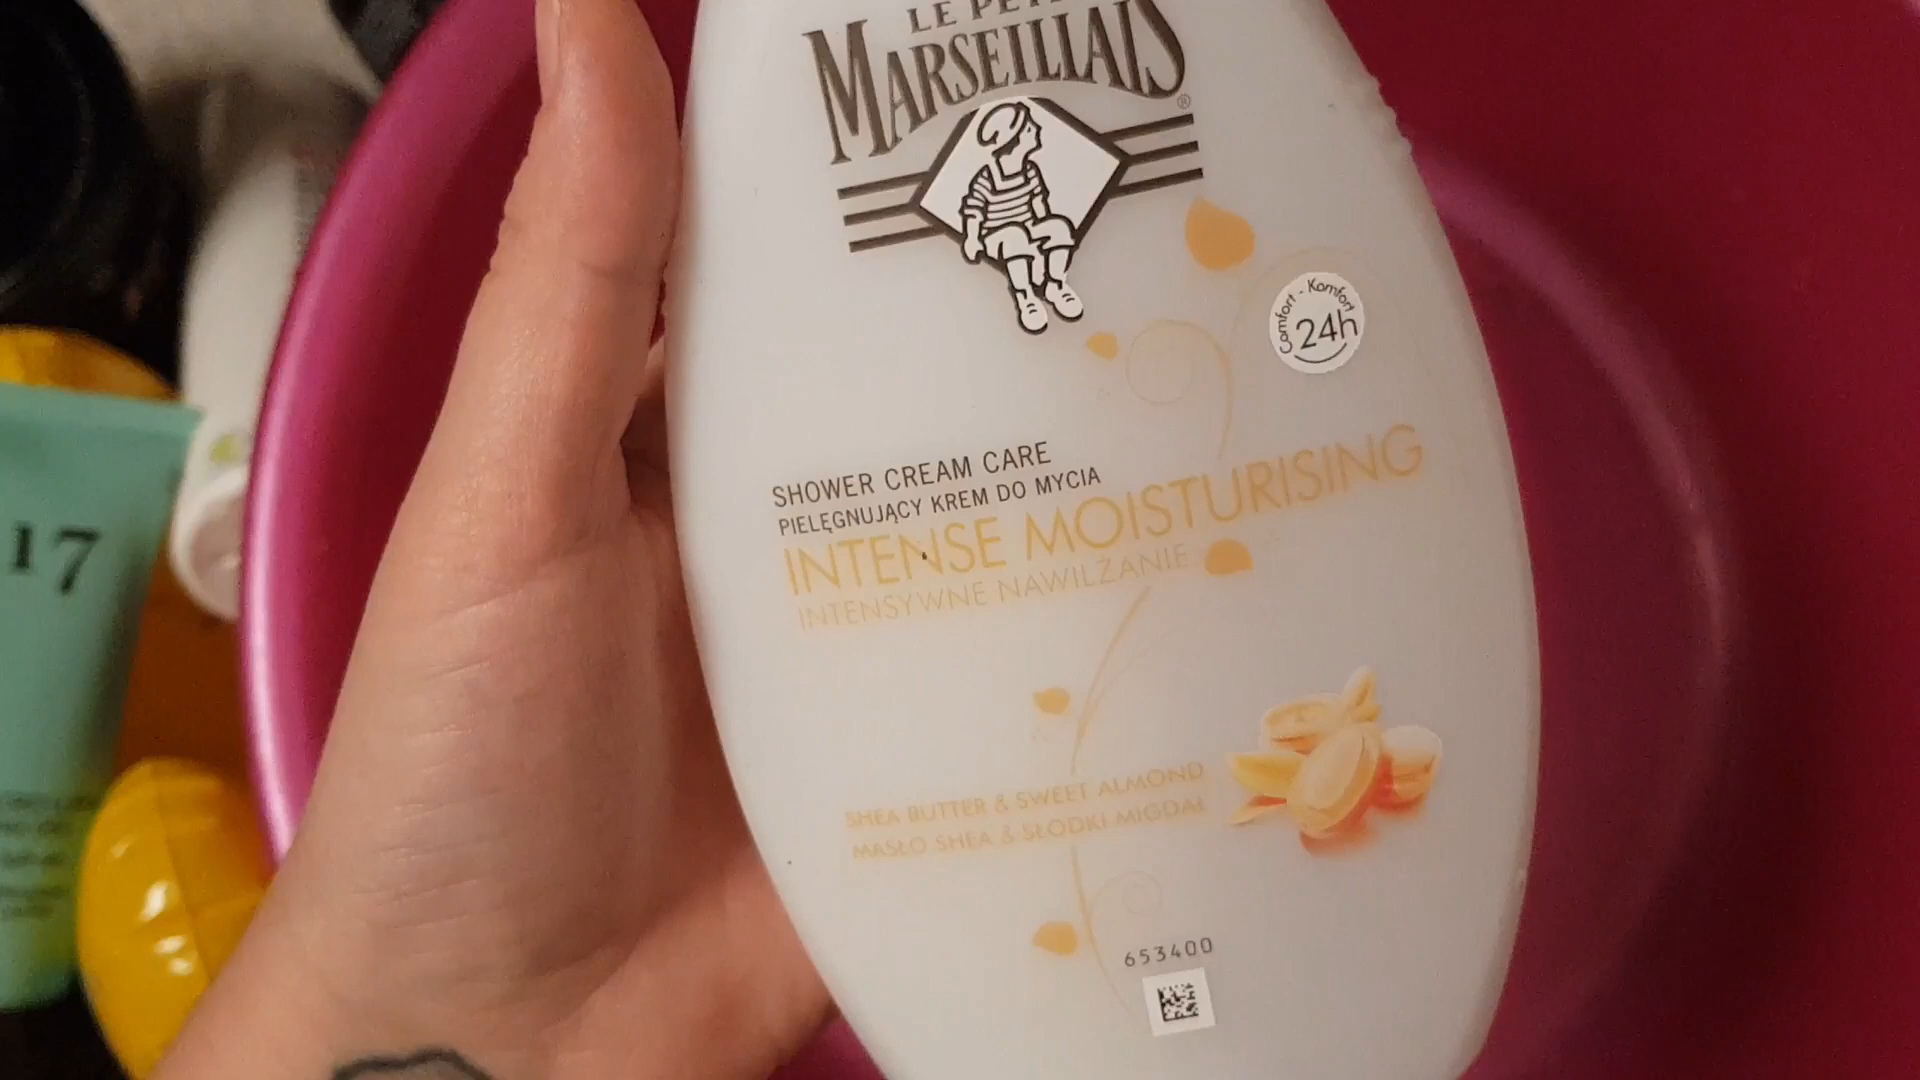 LE
MARSEILLAIS
®
Comfort - Komfort
24h
SHOWER CREAM CARE
PIELĘGNUJĄCY KREM DO MYCIA
INTENSE MOISTURISING
INTENSYWNE NAWILŻANIE
SHEA BUTTER & SWEET ALMOND
MASŁO SHEA & SŁODKI MIGDAŁ
653400
17